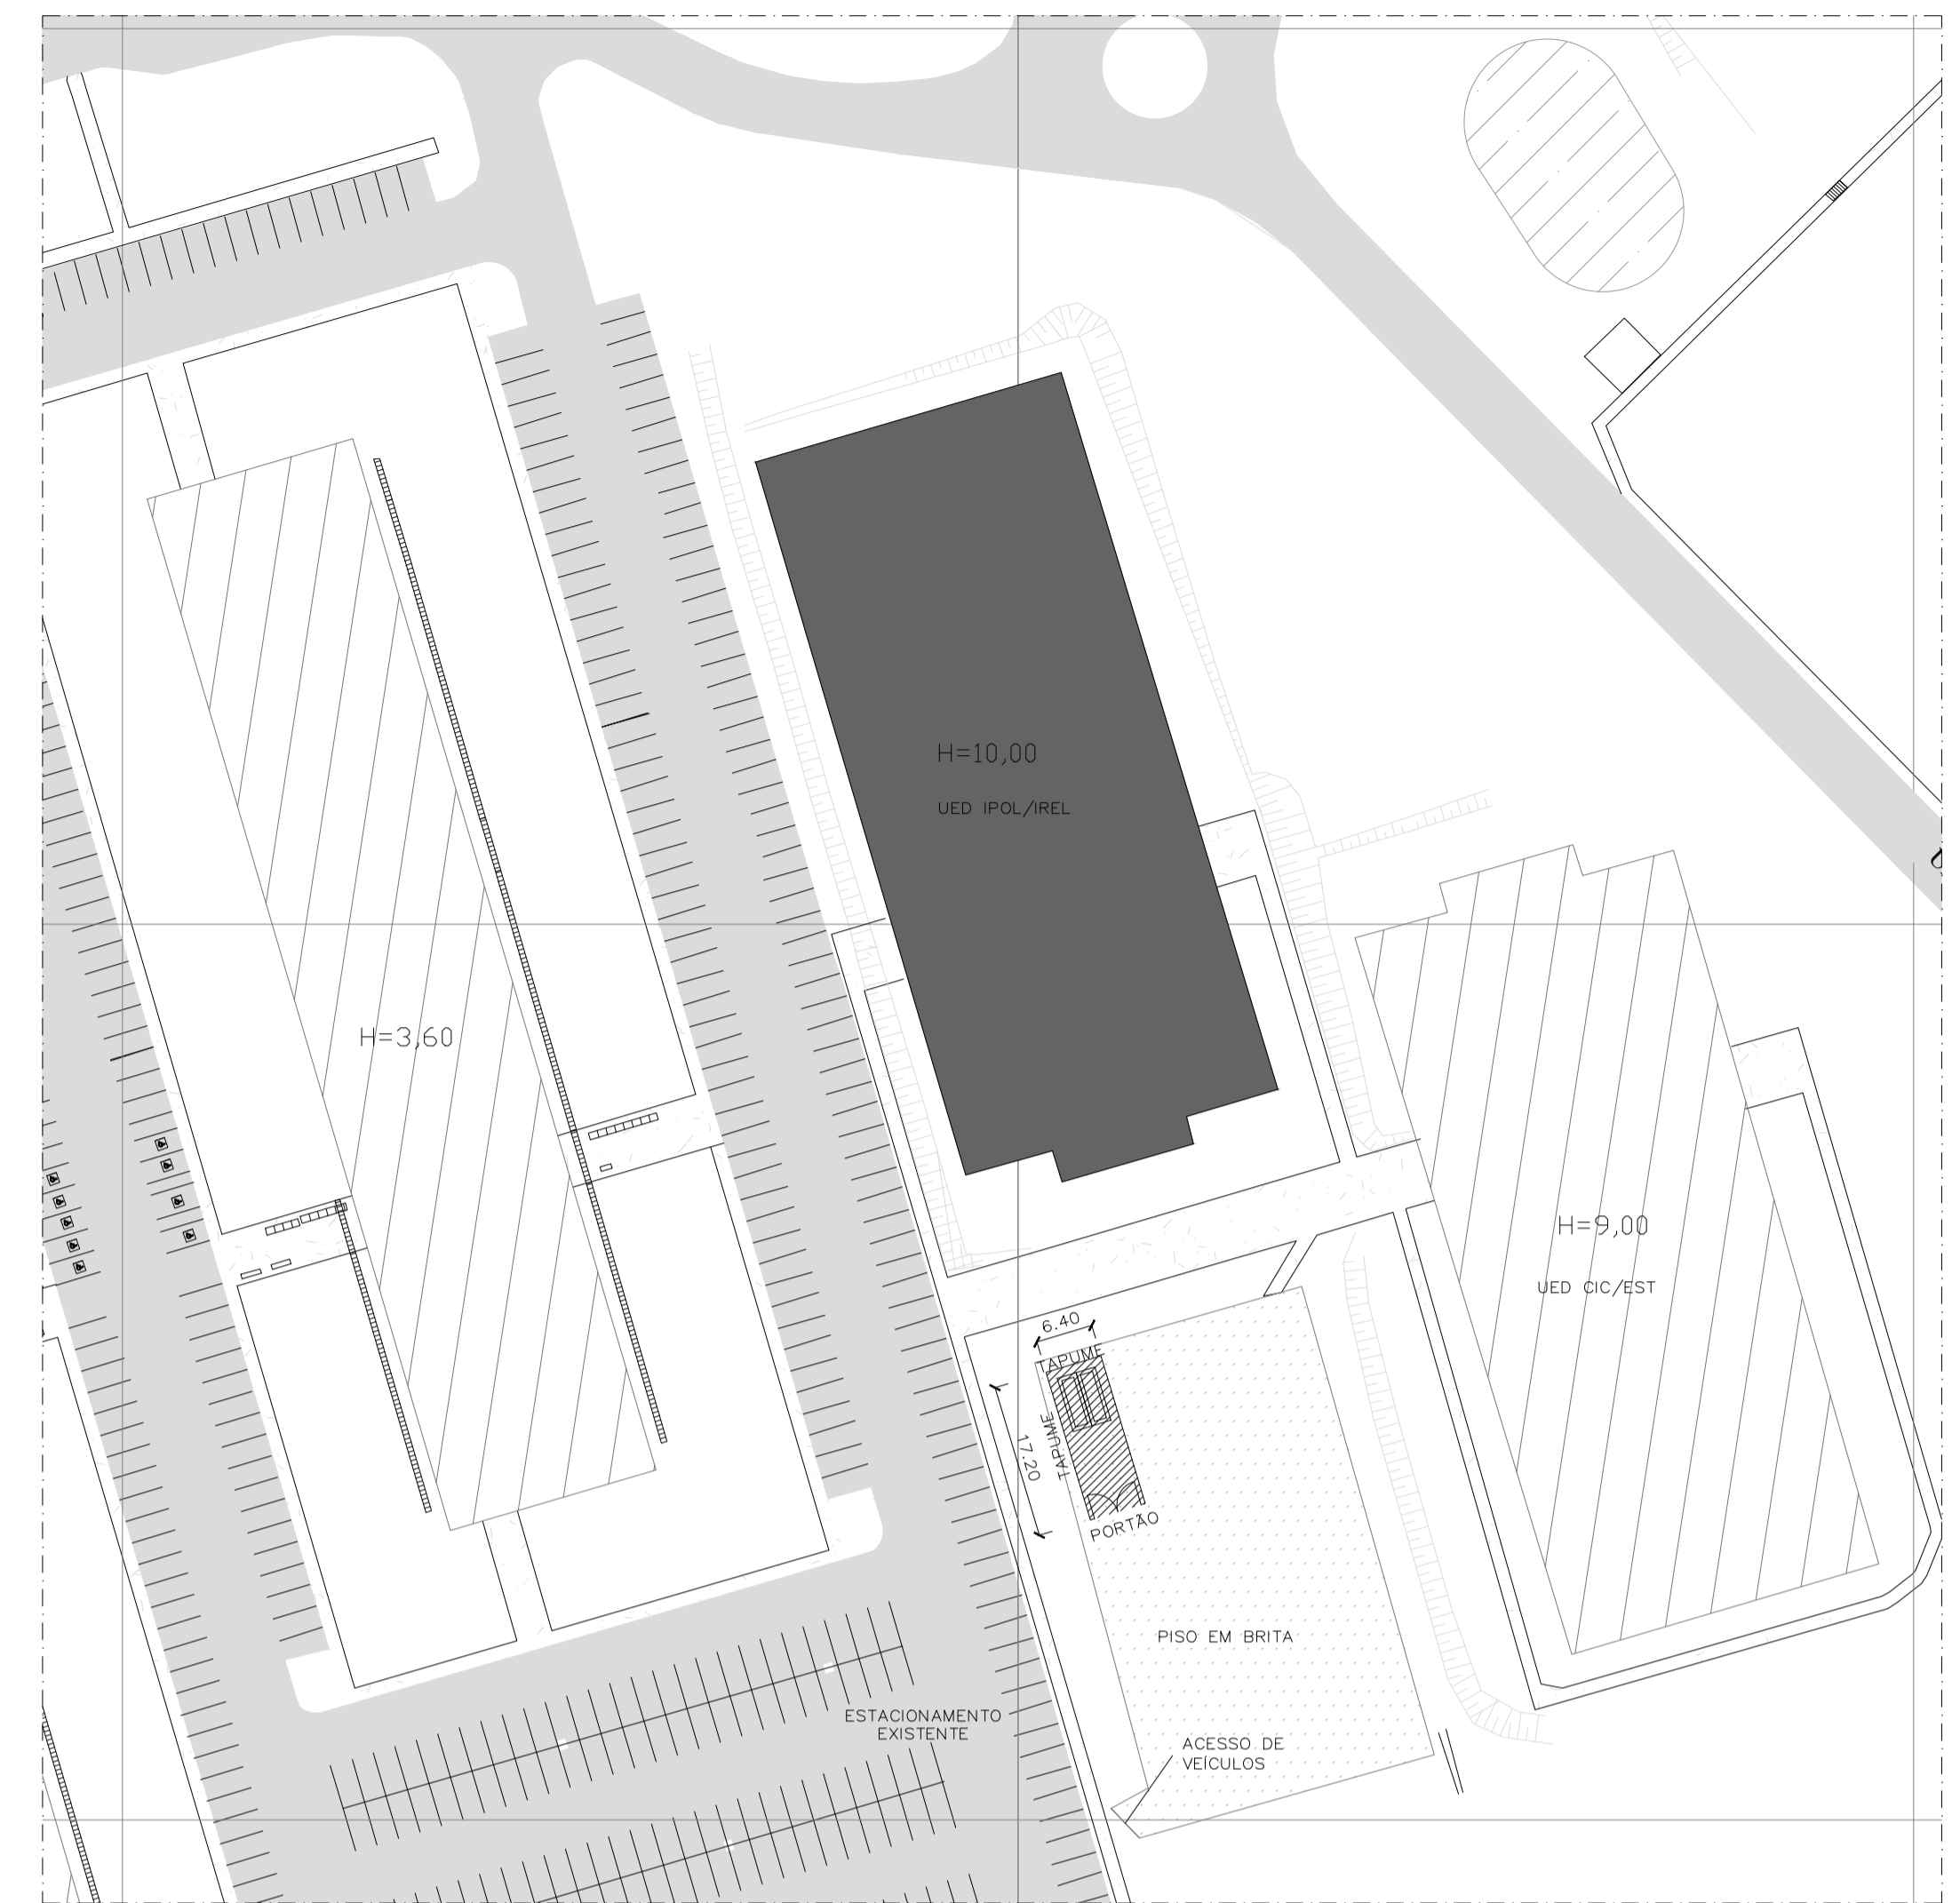 H=10,00
UED IPOL/IREL
H=3,60
H=9,00
UED CIC/EST
6.40
TAPUME
TAPUME
17.20
PORTÃO
PISO EM BRITA
ESTACIONAMENTO
EXISTENTE
ACESSO DE
VEÍCULOS